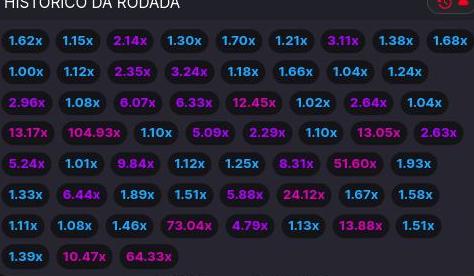 HISTÓRICO DA RODADA
1.62x 1.15x 2.14x 1.30x 1.70x 1.21x 3.11x 1.38x 1.68x
1.00x 1.12x 2.35x 3.24x 1.18x 1.66x 1.04x 1.24x
2.96x 1.08x 6.07x 6.33x 12.45x 1.02x 2.64x 1.04x
13.17x 104.93x 1.10x 5.09x 2.29x 1.10x 13.05x 2.63x
5.24x 1.01x 9.84x 1.12x 1.25x 8.31x 51.60x 1.93x
1.33x 6.44x 1.89x 1.51x 5.88x 24.12x 1.67x 1.58x
1.11x 1.08x 1.46x 73.04x 4.79x 1.13x 13.88x 1.51x
1.39x 10.47x 64.33x